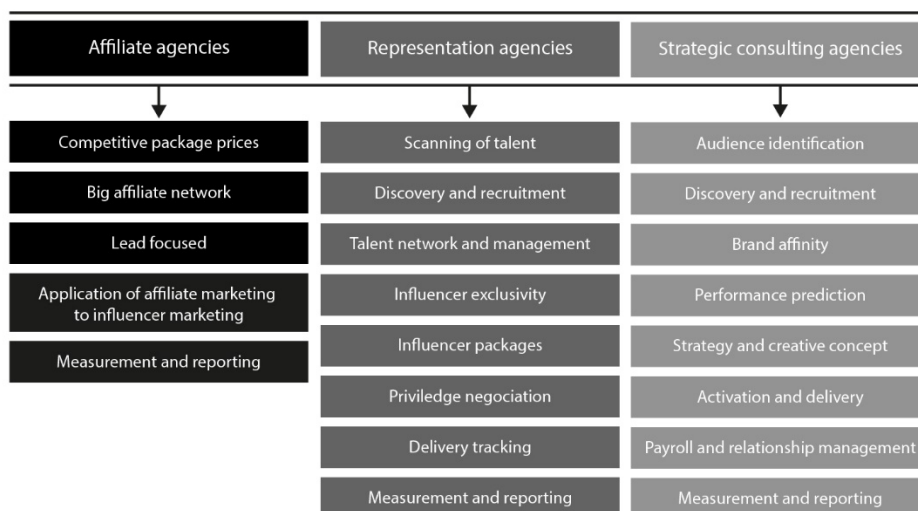 Affiliate agencies
Representation agencies
Strategic consulting agencies
Competitive package prices
Big affiliate network
Lead focused
Application of affiliate marketing
to influencer marketing
Measurement and reporting
Scanning of talent
Discovery and recruitment
Talent network and management
Influencer exclusivity
Influencer packages
Priviledge negociation
Delivery tracking
Measurement and reporting
Audience identification
Discovery and recruitment
Brand affinity
Performance prediction
Strategy and creative concept
Activation and delivery
Payroll and relationship management
Measurement and reporting